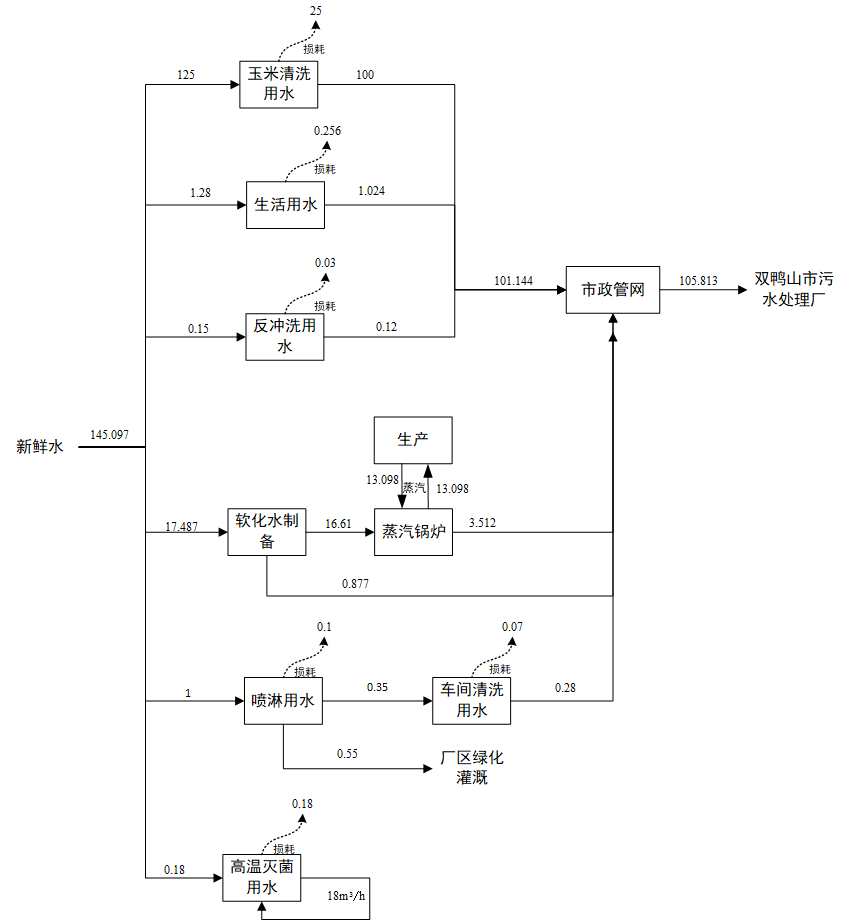 25
损耗
125
玉米清洗
用水
100
0.256
损耗
1.28
生活用水
1.024
0.03
损耗
0.15
反冲洗用
水
0.12
101.144
市政管网
105.813
双鸭山市污
水处理厂
新鲜水
145.097
生产
13.098
蒸汽
13.098
17.487
软化水制
备
16.61
蒸汽锅炉
3.512
0.877
0.1
损耗
1
喷淋用水
0.35
0.07
损耗
车间清洗
用水
0.28
0.55
厂区绿化
灌溉
0.18
损耗
0.18
高温灭菌
用水
18m³/h